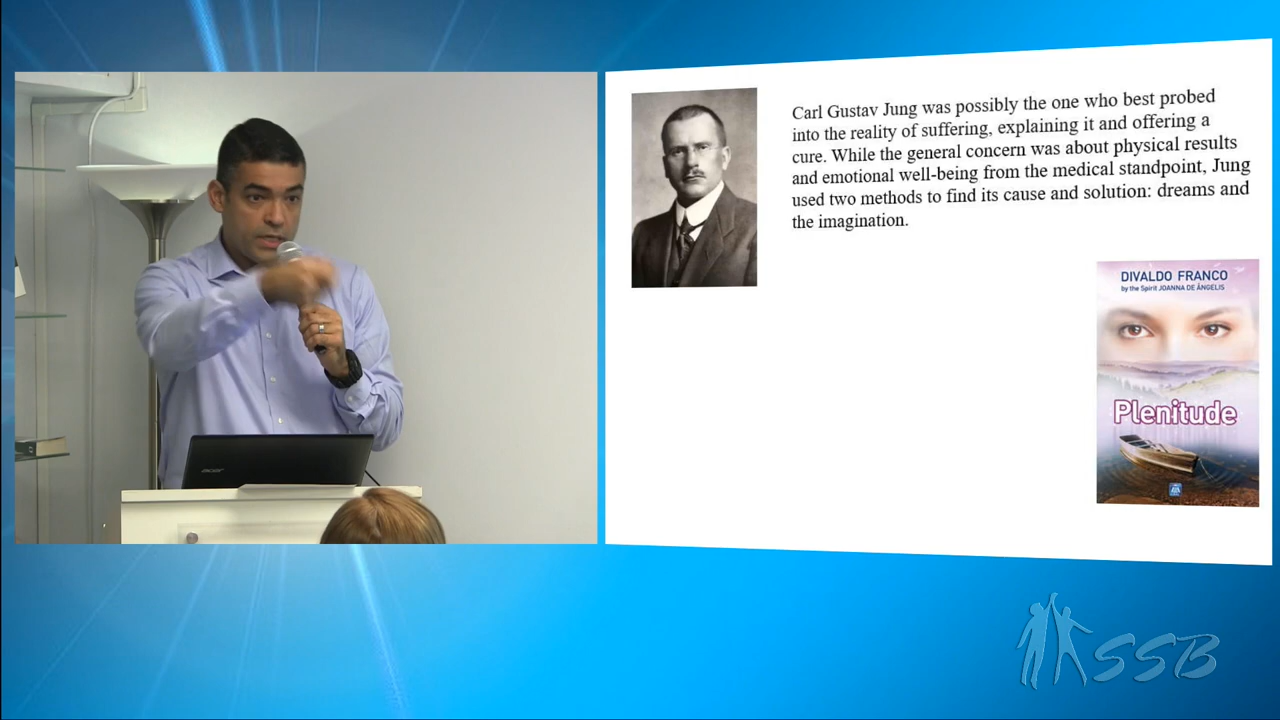 Carl Gustav Jung was possibly the one who best probed
into the reality of suffering, explaining it and offering a
cure. While the general concern was about physical results
and emotional well-being from the medical standpoint, Jung
used two methods to find its cause and solution: dreams and
the imagination.
DIVALDO FRANCO
by the Spirit JOANNA DE ÂNGELIS
Plenitude
acer
SSB